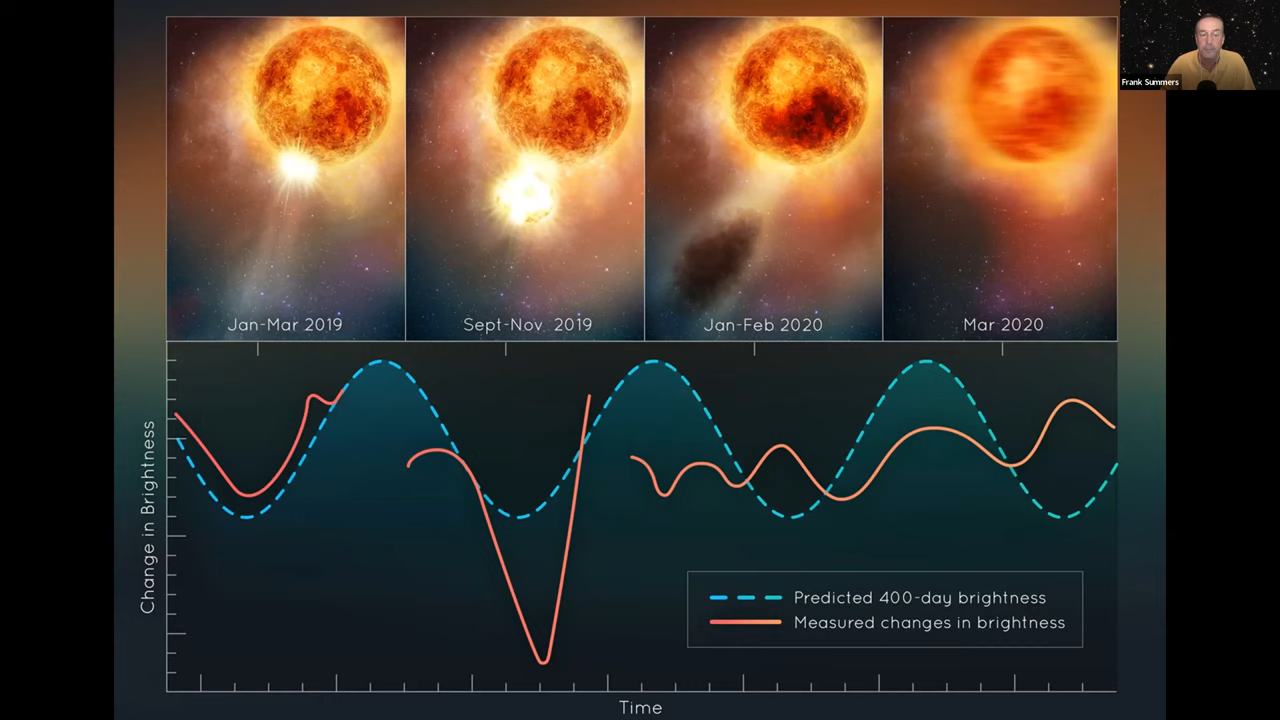 Frank Summers
Jan-Mar 2019
Sept-Nov 2019
Jan-Feb 2020
Mar 2020
Change in Brightness
Predicted 400-day brightness
Measured changes in brightness
Time